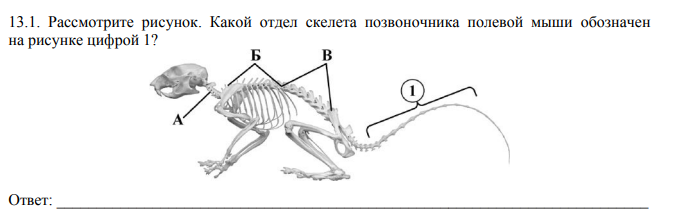 13.1. Рассмотрите рисунок. Какой отдел скелета позвоночника полевой мыши обозначен
на рисунке цифрой 1?
Б В
1
А
Ответ: